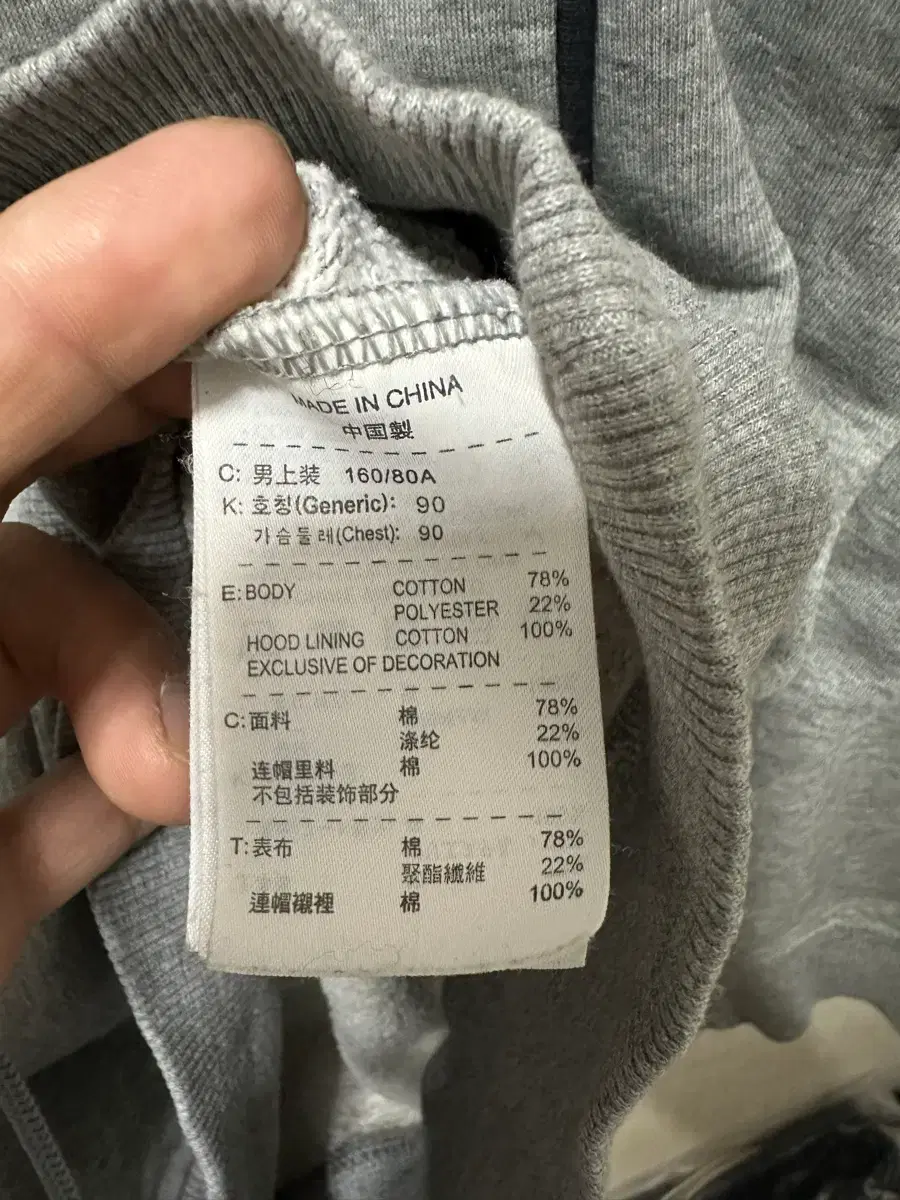 MADE IN CHINA
中国製
C: 男上装 160/80A
K: 호칭(Generic): 90
가슴둘레(Chest): 90
E: BODY COTTON 78%
POLYESTER 22%
HOOD LINING COTTON 100%
EXCLUSIVE OF DECORATION
C: 面料 棉 78%
涤纶 22%
连帽里料 棉 100%
不包括装饰部分
T: 表布 棉 78%
聚酯纖維 22%
連帽襯裡 棉 100%